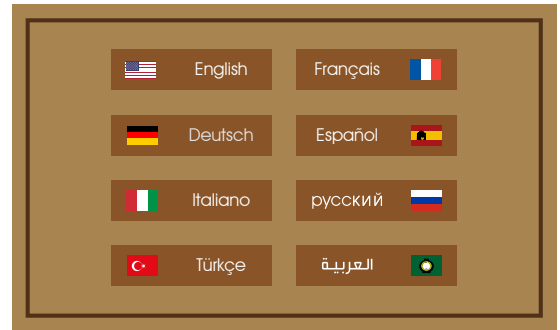 English
Français
Deutsch
Español
Italiano
русский
Türkçe
العربية